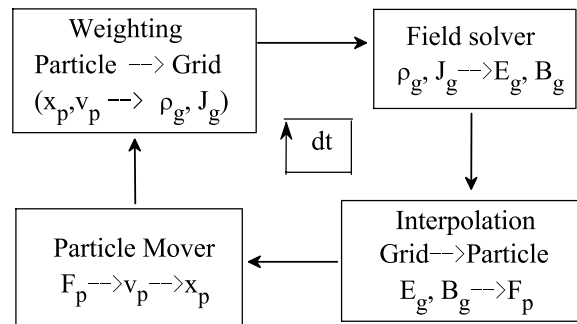 Weighting
Particle --> Grid
(x_p,v_p --> ρ_g, J_g)
Field solver
ρ_g, J_g-->E_g, B_g
dt
Interpolation
Grid-->Particle
E_g, B_g-->F_p
Particle Mover
F_p-->v_p-->x_p